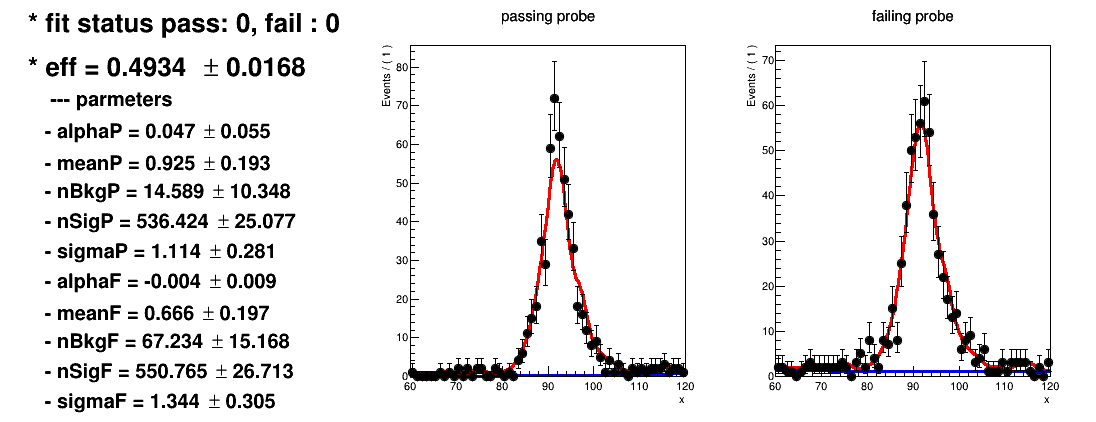 * fit status pass: 0, fail : 0
* eff = 0.4934 ± 0.0168
--- parmeters
- alphaP = 0.047 ± 0.055
- meanP = 0.925 ± 0.193
- nBkgP = 14.589 ± 10.348
- nSigP = 536.424 ± 25.077
- sigmaP = 1.114 ± 0.281
- alphaF = -0.004 ± 0.009
- meanF = 0.666 ± 0.197
- nBkgF = 67.234 ± 15.168
- nSigF = 550.765 ± 26.713
- sigmaF = 1.344 ± 0.305
passing probe
Events / ( 1 )
80
70
60
50
40
30
20
10
0
60 70 80 90 100 110 120
x
failing probe
Events / ( 1 )
70
60
50
40
30
20
10
0
60 70 80 90 100 110 120
x